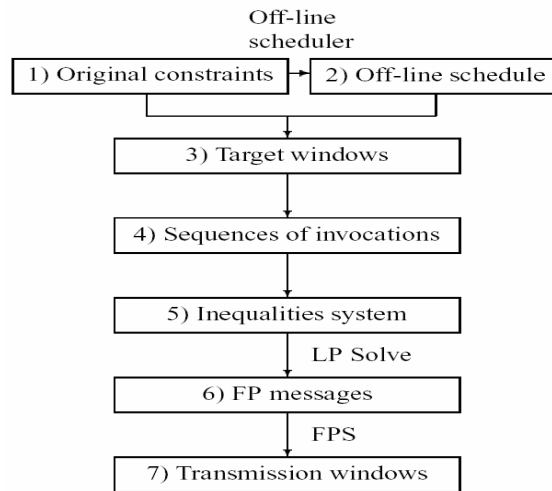 Off-line
scheduler
1) Original constraints
2) Off-line schedule
3) Target windows
4) Sequences of invocations
5) Inequalities system
LP Solve
6) FP messages
FPS
7) Transmission windows